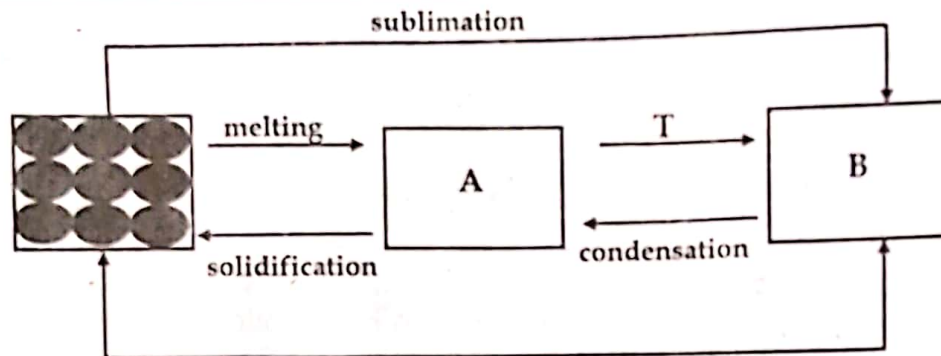 sublimation
melting
T
A
B
solidification
condensation